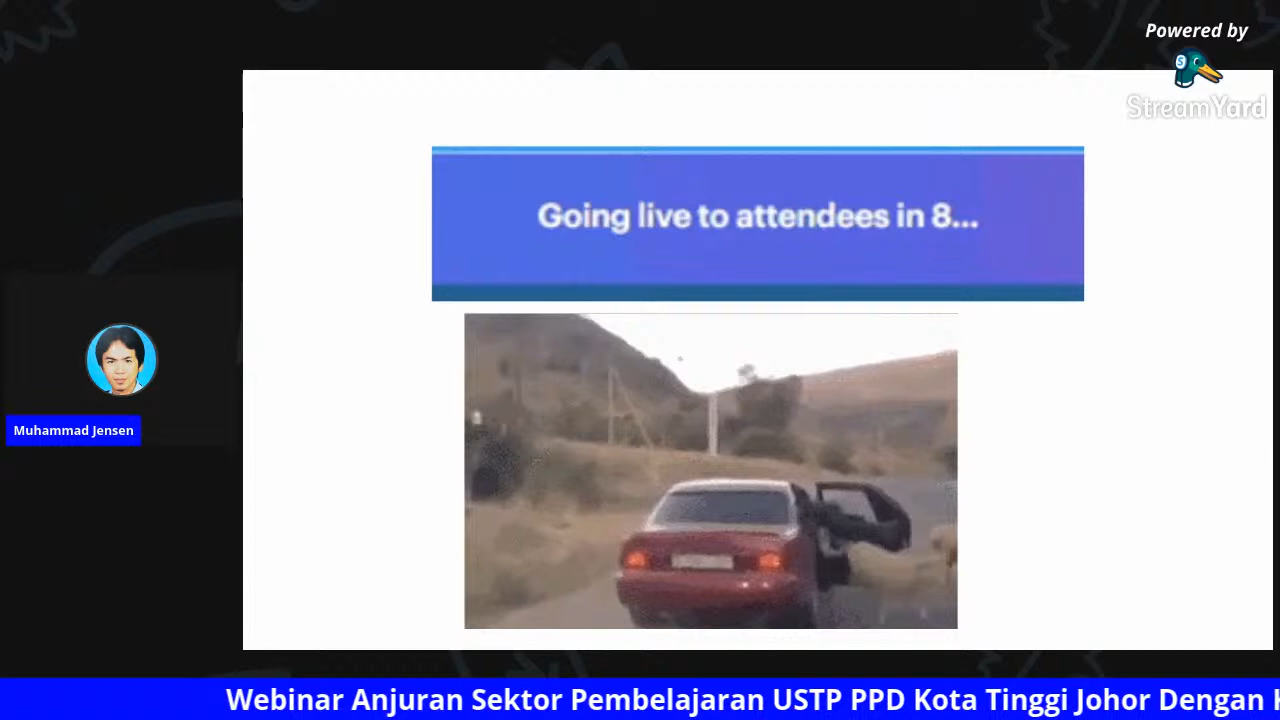 Powered by
StreamYard
Going live to attendees in 8...
Muhammad Jensen
Webinar Anjuran Sektor Pembelajaran USTP PPD Kota Tinggi Johor Dengan